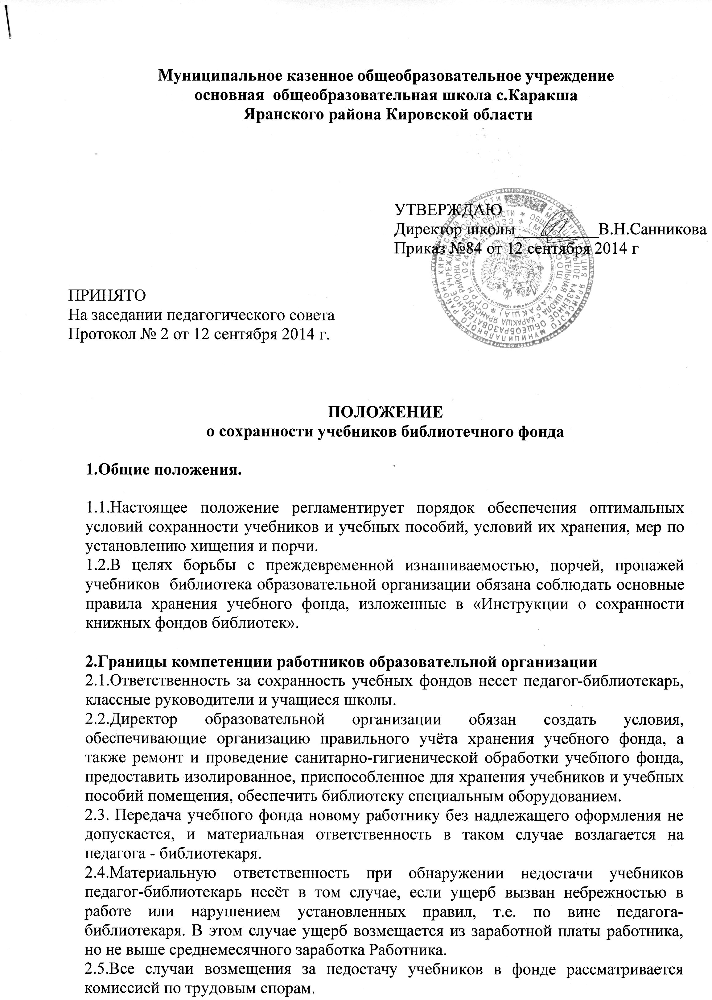 Муниципальное казенное общеобразовательное учреждение
основная общеобразовательная школа с.Каракша
Яранского района Кировской области
УТВЕРЖДАЮ
Директор школы__________В.Н.Санникова
Приказ №84 от 12 сентября 2014 г
ПРИНЯТО
На заседании педагогического совета
Протокол № 2 от 12 сентября 2014 г.
ПОЛОЖЕНИЕ
о сохранности учебников библиотечного фонда
1.Общие положения.
1.1.Настоящее положение регламентирует порядок обеспечения оптимальных
условий сохранности учебников и учебных пособий, условий их хранения, мер по
установлению хищения и порчи.
1.2.В целях борьбы с преждевременной изнашиваемостью, порчей, пропажей
учебников библиотека образовательной организации обязана соблюдать основные
правила хранения учебного фонда, изложенные в «Инструкции о сохранности
книжных фондов библиотек».
2.Границы компетенции работников образовательной организации
2.1.Ответственность за сохранность учебных фондов несет педагог-библиотекарь,
классные руководители и учащиеся школы.
2.2.Директор образовательной организации обязан создать условия,
обеспечивающие организацию правильного учёта хранения учебного фонда, а
также ремонт и проведение санитарно-гигиенической обработки учебного фонда,
предоставить изолированное, приспособленное для хранения учебников и учебных
пособий помещения, обеспечить библиотеку специальным оборудованием.
2.3. Передача учебного фонда новому работнику без надлежащего оформления не
допускается, и материальная ответственность в таком случае возлагается на
педагога - библиотекаря.
2.4.Материальную ответственность при обнаружении недостачи учебников
педагог-библиотекарь несёт в том случае, если ущерб вызван небрежностью в
работе или нарушением установленных правил, т.е. по вине педагога-
библиотекаря. В этом случае ущерб возмещается из заработной платы работника,
но не выше среднемесячного заработка Работника.
2.5.Все случаи возмещения за недостачу учебников в фонде рассматривается
комиссией по трудовым спорам.